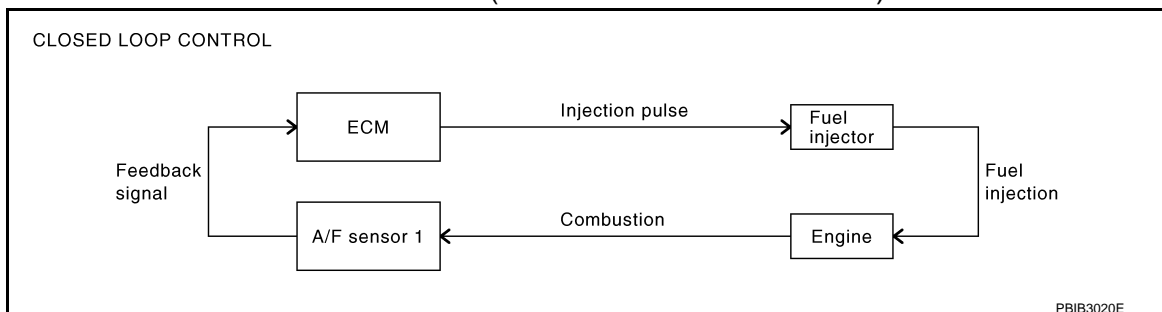 CLOSED LOOP CONTROL
ECM
Injection pulse
Fuel
injector
Feedback
signal
Fuel
injection
A/F sensor 1
Combustion
Engine
PBIB3020E